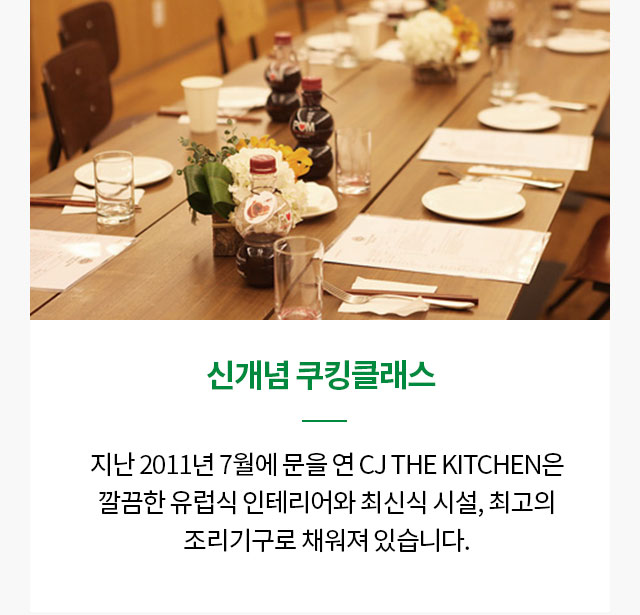 POM
신개념 쿠킹클래스
지난 2011년 7월에 문을 연 CJ THE KITCHEN은
깔끔한 유럽식 인테리어와 최신식 시설, 최고의
조리기구로 채워져 있습니다.